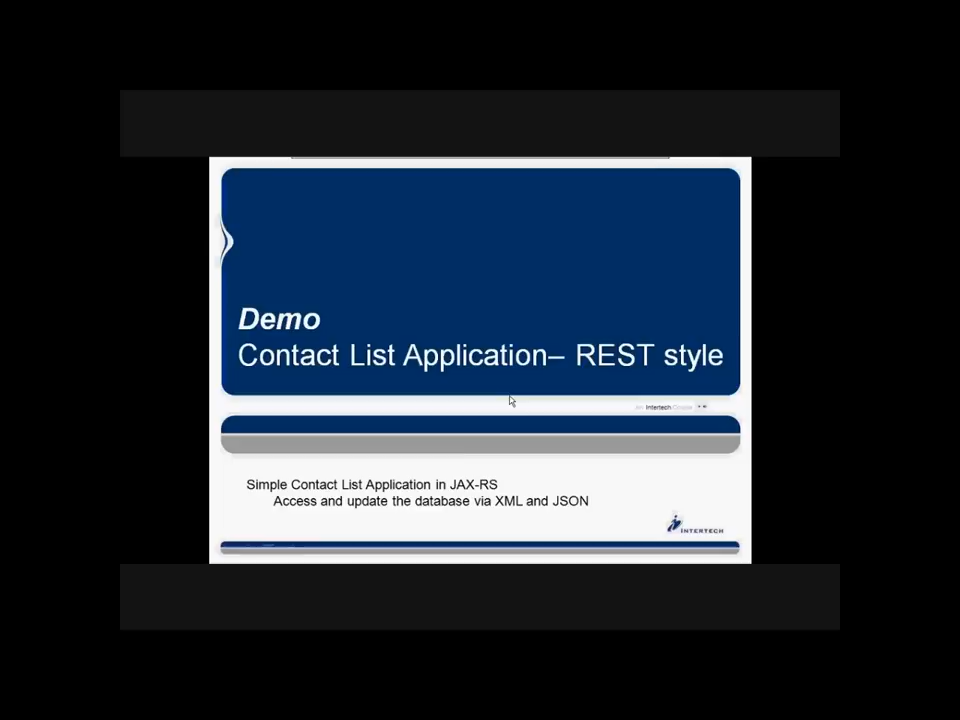 Demo
Contact List Application– REST style
Intertech
Simple Contact List Application in JAX-RS
Access and update the database via XML and JSON
INTERTECH